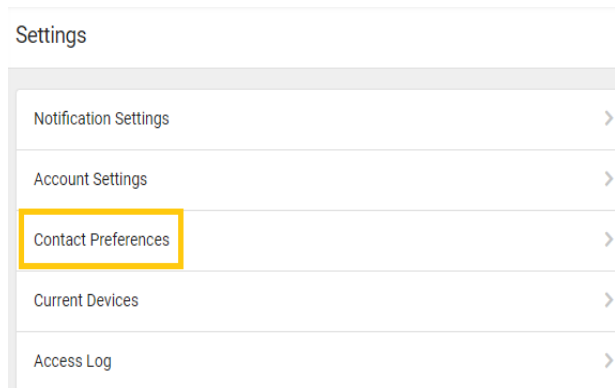 Settings
Notification Settings
Account Settings
Contact Preferences
Current Devices
Access Log